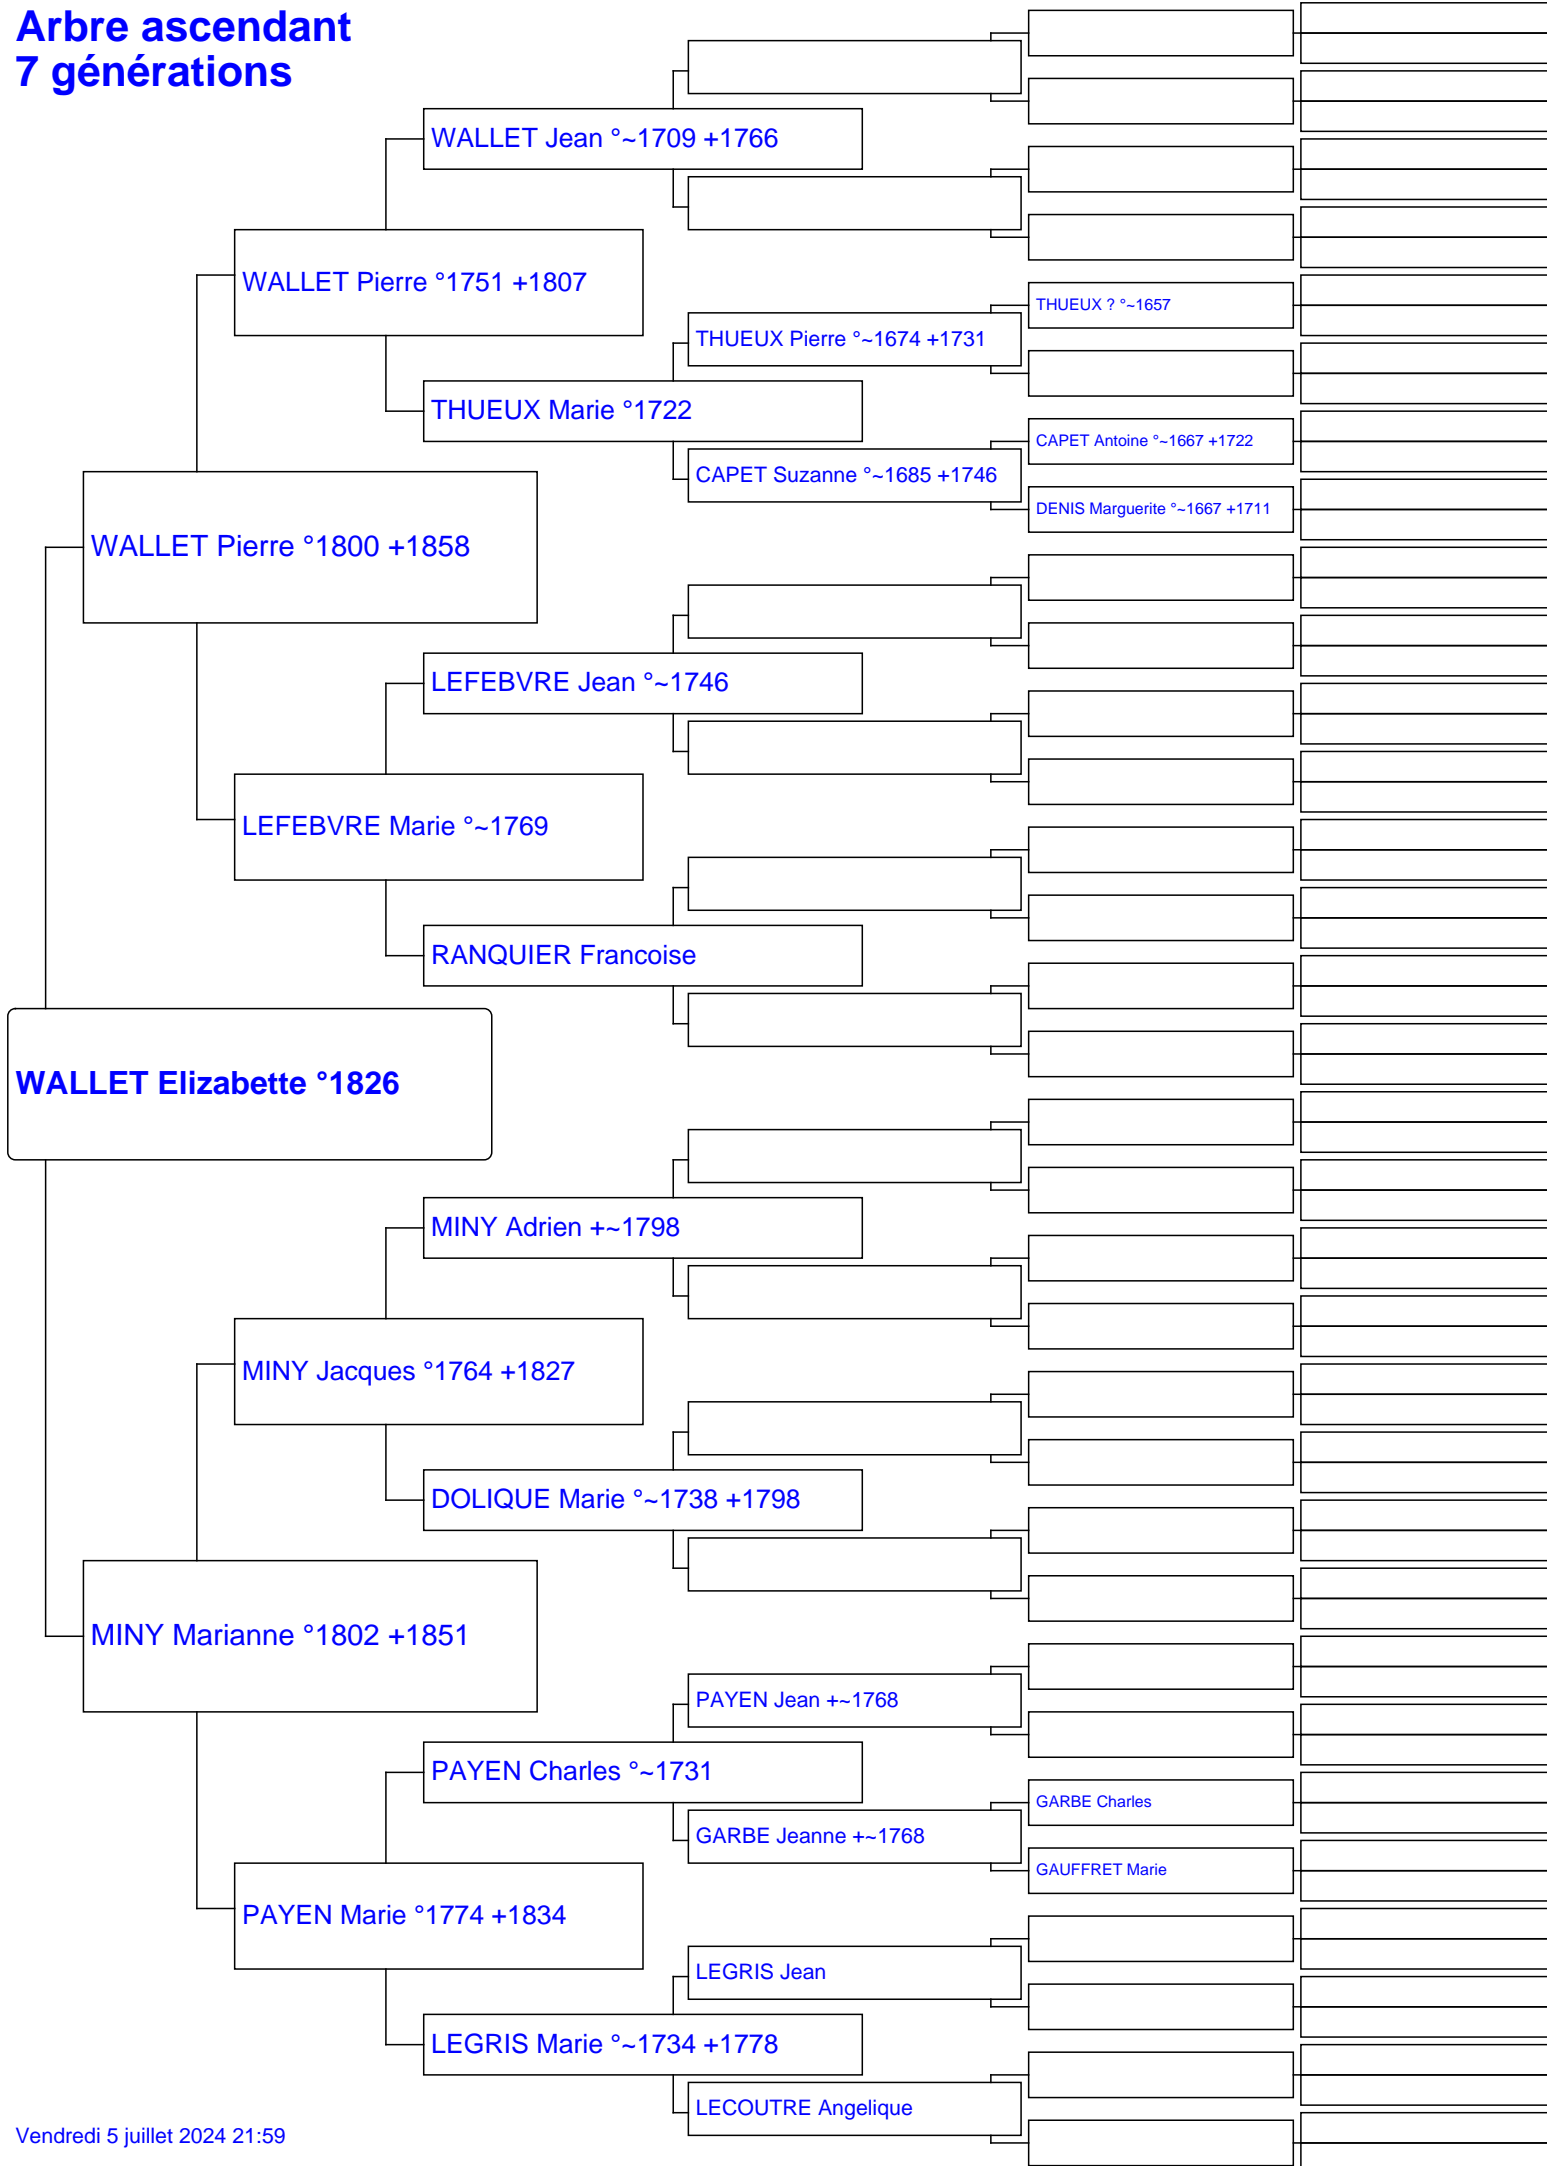 Arbre ascendant
7 générations
WALLET Jean °~1709 +1766
WALLET Pierre °1751 +1807
THUEUX ? °~1657
THUEUX Pierre °~1674 +1731
THUEUX Marie °1722
CAPET Antoine °~1667 +1722
CAPET Suzanne °~1685 +1746
DENIS Marguerite °~1667 +1711
WALLET Pierre °1800 +1858
LEFEBVRE Jean °~1746
LEFEBVRE Marie °~1769
RANQUIER Francoise
WALLET Elizabette °1826
MINY Adrien +~1798
MINY Jacques °1764 +1827
DOLIQUE Marie °~1738 +1798
MINY Marianne °1802 +1851
PAYEN Jean +~1768
PAYEN Charles °~1731
GARBE Charles
GARBE Jeanne +~1768
GAUFFRET Marie
PAYEN Marie °1774 +1834
LEGRIS Jean
LEGRIS Marie °~1734 +1778
LECOUTRE Angelique
Vendredi 5 juillet 2024 21:59